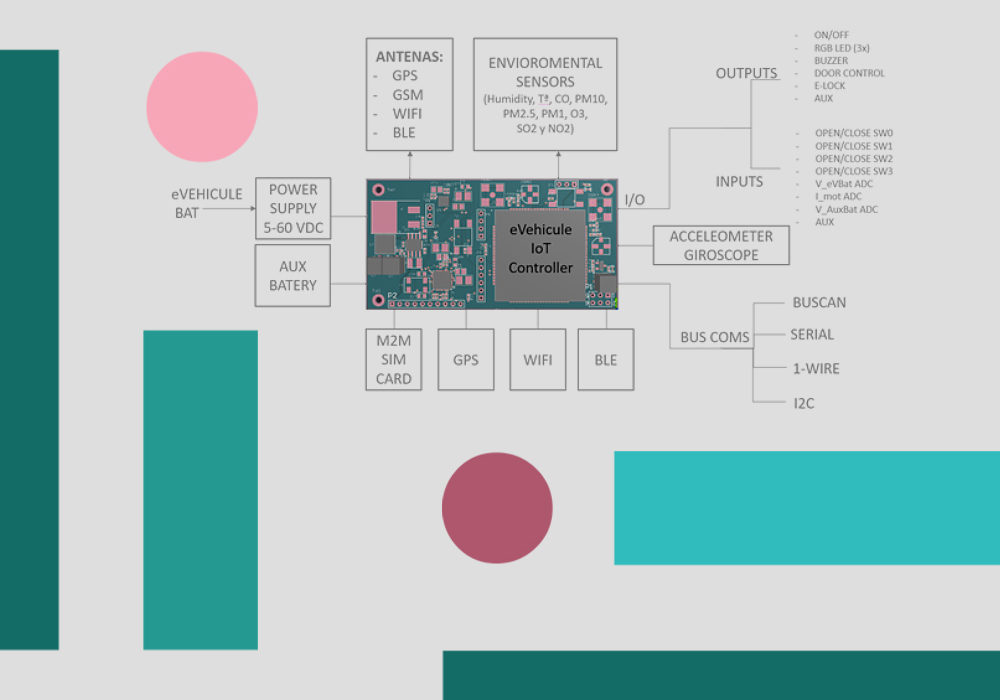 ANTENAS:
- GPS
- GSM
- WIFI
- BLE
ENVIOROMENTAL
SENSORS
(Humidity, Tª, CO, PM10,
PM2.5, PM1, O3,
SO2 y NO2)
OUTPUTS
- ON/OFF
- RGB LED (3x)
- BUZZER
- DOOR CONTROL
- E-LOCK
- AUX
INPUTS
- OPEN/CLOSE SW0
- OPEN/CLOSE SW1
- OPEN/CLOSE SW2
- OPEN/CLOSE SW3
- V_eVBat ADC
- I_mot ADC
- V_AuxBat ADC
- AUX
eVEHICULE
BAT
POWER
SUPPLY
5-60 VDC
AUX
BATERY
eVehicule
IoT
Controller
P2
I/O
ACCELEOMETER
GIROSCOPE
M2M
SIM
CARD
GPS
WIFI
BLE
BUS COMS
BUSCAN
SERIAL
1-WIRE
I2C